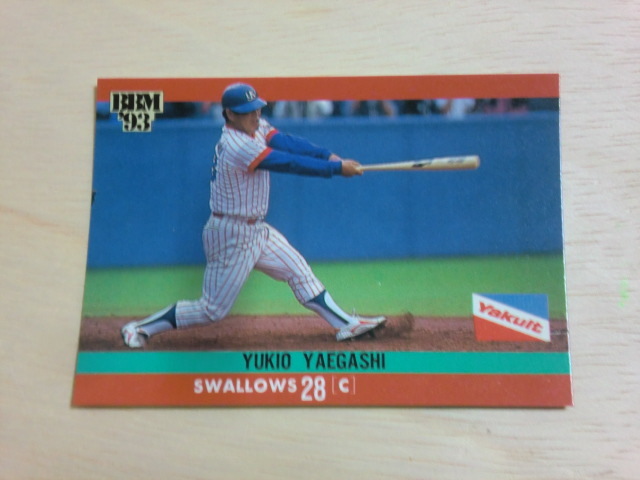 BBM
'93
Yakult
YUKIO YAEGASHI
SWALLOWS 28 [C]